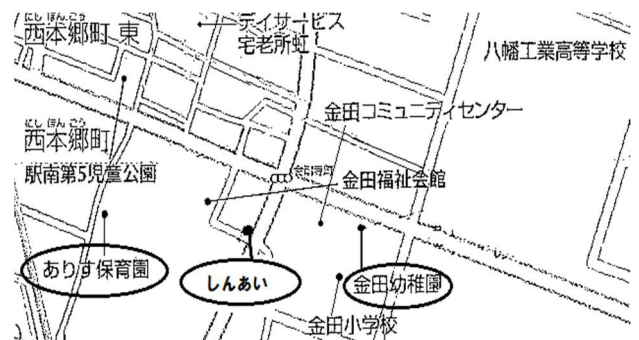 にし ほん ごう
西本郷町 東
デイサービス
宅老所虹
八幡工業高等学校
金田コミュニティセンター
にし ほん ごう
西本郷町
駅南第5児童公園
金田福祉会館
ありす保育園
しんあい
金田幼稚園
金田小学校